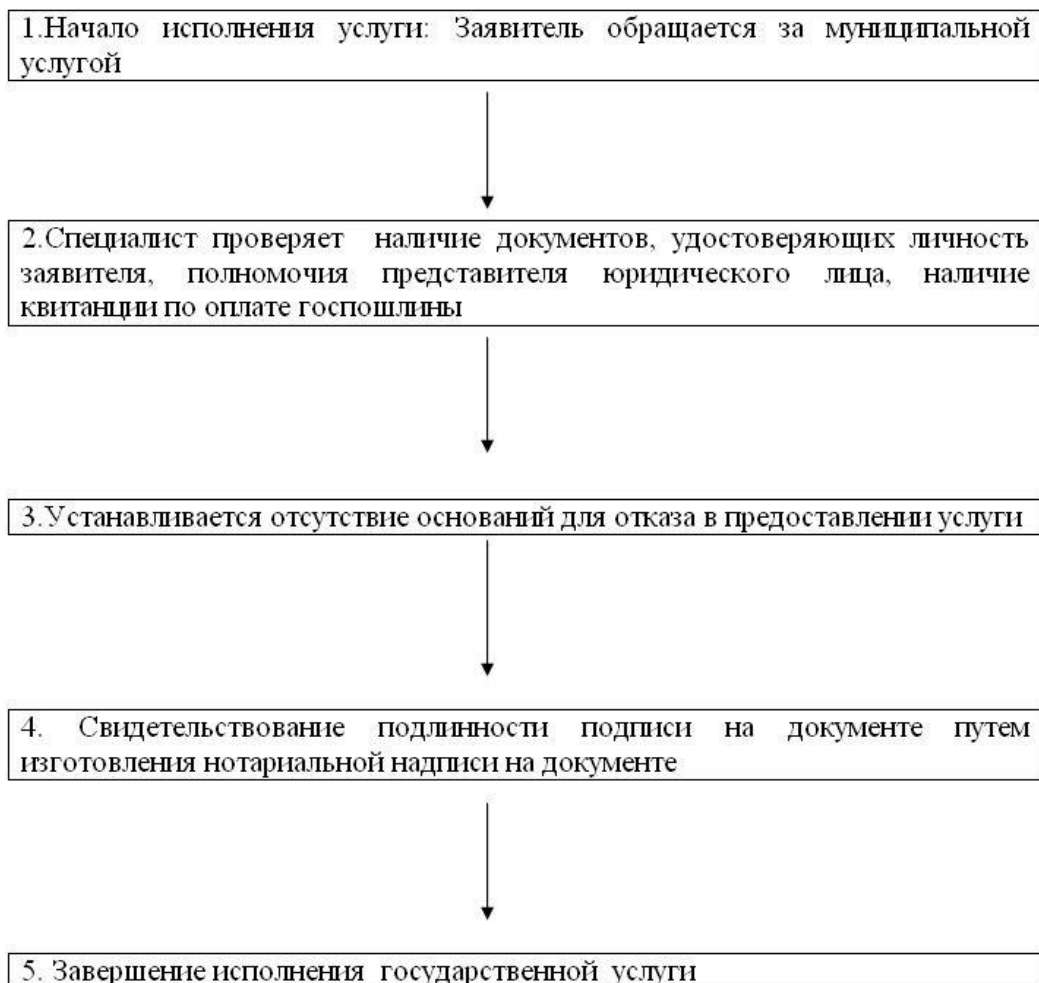 1.Начало исполнения услуги: Заявитель обращается за муниципальной
услугой
2.Специалист проверяет наличие документов, удостоверяющих личность
заявителя, полномочия представителя юридического лица, наличие
квитанции по оплате госпошлины
3.Устанавливается отсутствие оснований для отказа в предоставлении услуги
4. Свидетельствование подлинности подписи на документе путем
изготовления нотариальной надписи на документе
5. Завершение исполнения государственной услуги